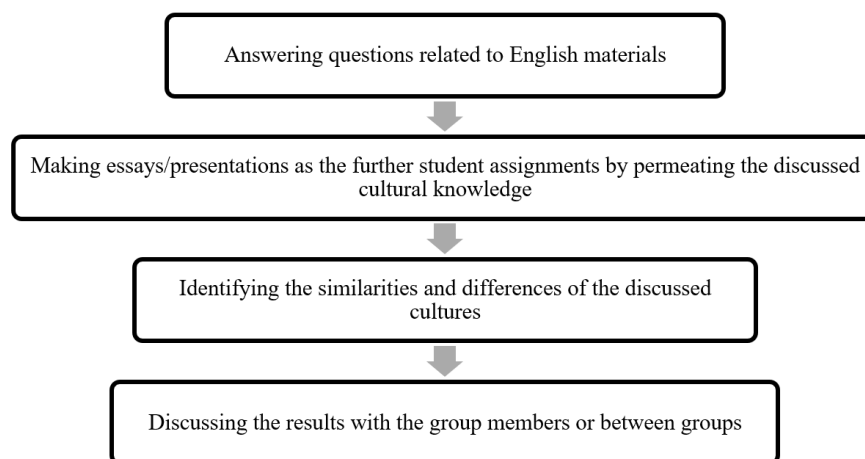 Answering questions related to English materials
Making essays/presentations as the further student assignments by permeating the discussed
cultural knowledge
Identifying the similarities and differences of the discussed
cultures
Discussing the results with the group members or between groups